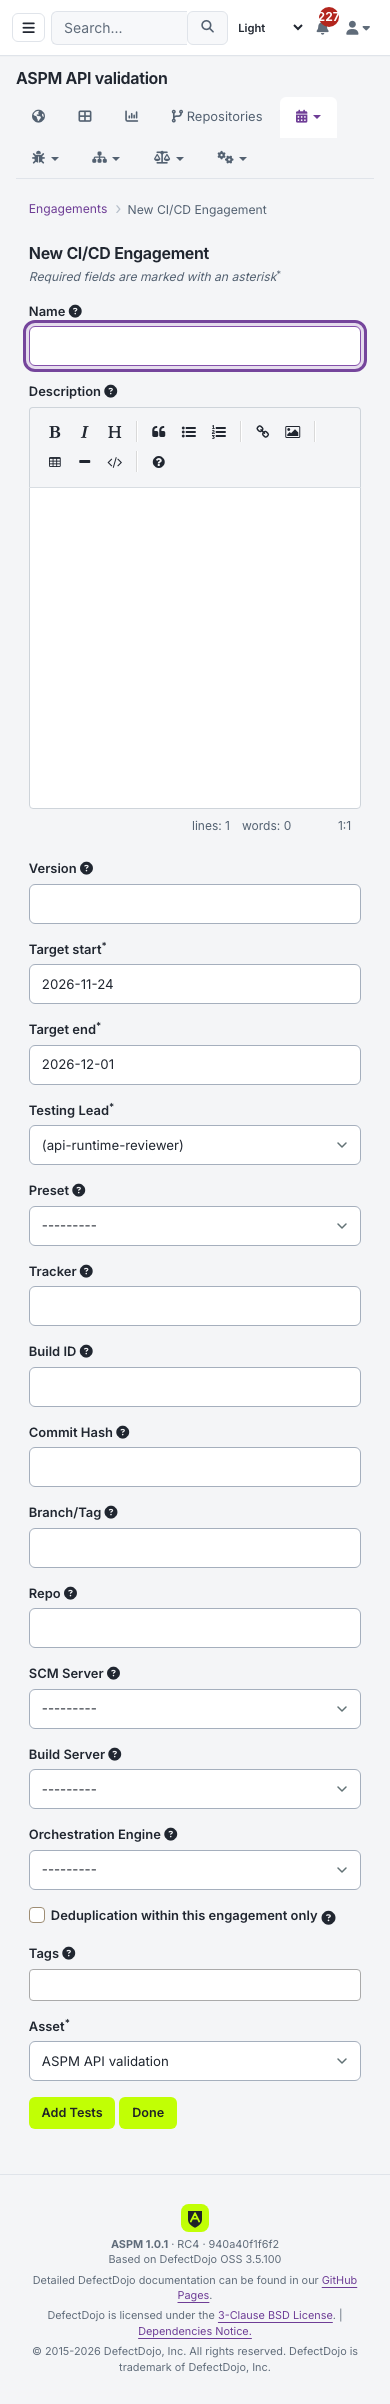 Search...
Light
227
ASPM API validation
Repositories
Engagements › New CI/CD Engagement
New CI/CD Engagement
Required fields are marked with an asterisk*
Name
Description
lines: 1 words: 0 1:1
Version
Target start*
2026-11-24
Target end*
2026-12-01
Testing Lead*
(api-runtime-reviewer)
Preset
---------
Tracker
Build ID
Commit Hash
Branch/Tag
Repo
SCM Server
---------
Build Server
---------
Orchestration Engine
---------
Deduplication within this engagement only
Tags
Asset*
ASPM API validation
Add Tests
Done
ASPM 1.0.1 · RC4 · 940a40f1f6f2
Based on DefectDojo OSS 3.5.100
Detailed DefectDojo documentation can be found in our GitHub
Pages.
DefectDojo is licensed under the 3-Clause BSD License. |
Dependencies Notice.
© 2015-2026 DefectDojo, Inc. All rights reserved. DefectDojo is
trademark of DefectDojo, Inc.